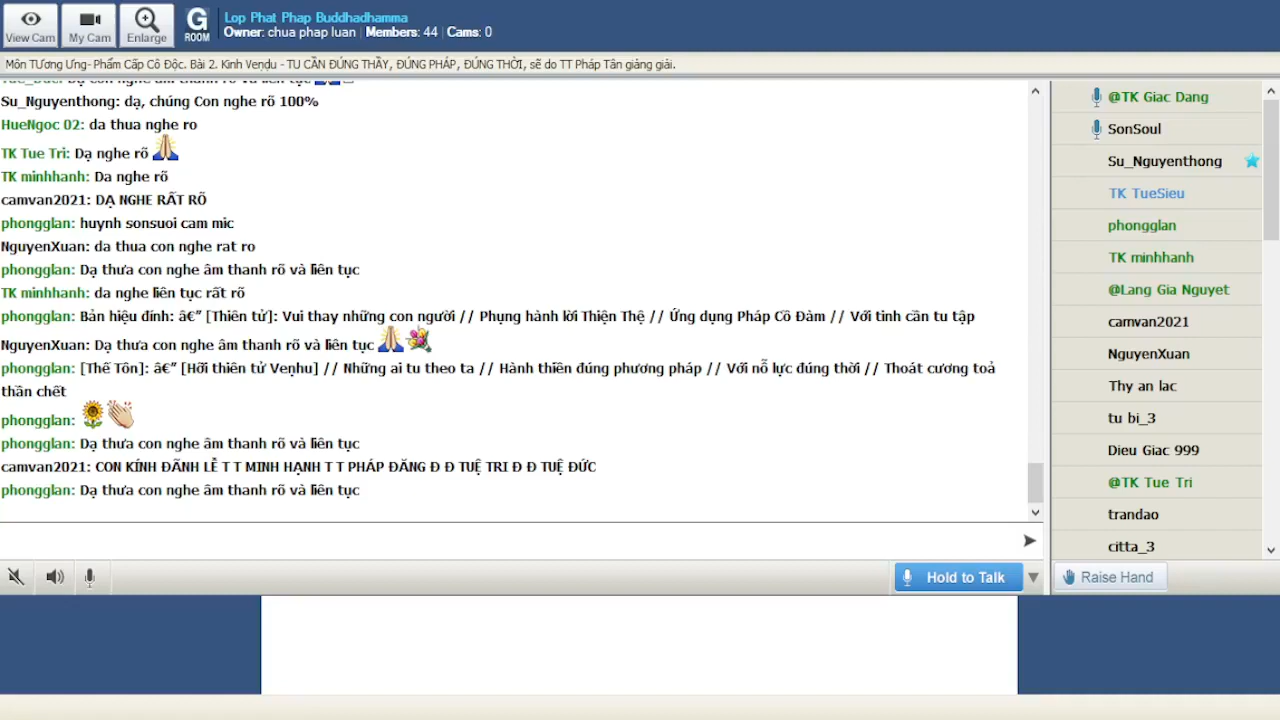 View Cam
My Cam
Enlarge
G
ROOM
Lop Phat Phap Buddhadhamma
Owner: chua phap luan | Members: 44 | Cams: 0
Môn TƯơng Ưng- Phẩm Cấp Cô Độc. Bài 2. Kinh Veṇḍu - TU CẦN ĐÚNG THẦY, ĐÚNG PHÁP, ĐÚNG THỜI, sẽ do TT Pháp Tân giảng giải.
Su_Nguyenthong: dạ, chúng Con nghe rõ 100%
HueNgoc 02: da thua nghe ro
TK Tue Tri: Dạ nghe rõ
TK minhhanh: Da nghe rõ
camvan2021: DẠ NGHE RẤT RÕ
phongglan: huynh sonsuoi cam mic
NguyenXuan: da thua con nghe rat ro
phongglan: Dạ thưa con nghe âm thanh rõ và liên tục
TK minhhanh: da nghe liên tục rất rõ
phongglan: Bản hiệu đính: â€” [Thiên tử]: Vui thay những con người // Phụng hành lời Thiện Thệ // Ứng dụng Pháp Cồ Đàm // Với tinh cần tu tập
NguyenXuan: Dạ thưa con nghe âm thanh rõ và liên tục
phongglan: [Thế Tôn]: â€” [Hỡi thiên tử Veṇhu] // Những ai tu theo ta // Hành thiền đúng phương pháp // Với nỗ lực đúng thời // Thoát cương toả
thần chết
phongglan:
phongglan: Dạ thưa con nghe âm thanh rõ và liên tục
camvan2021: CON KÍNH ĐÃNH LỄ T T MINH HẠNH T T PHÁP ĐĂNG Đ Đ TUỆ TRI Đ Đ TUỆ ĐỨC
phongglan: Dạ thưa con nghe âm thanh rõ và liên tục
@TK Giac Dang
SonSoul
Su_Nguyenthong
TK TueSieu
phongglan
TK minhhanh
@Lang Gia Nguyet
camvan2021
NguyenXuan
Thy an lac
tu bi_3
Dieu Giac 999
@TK Tue Tri
trandao
citta_3
Hold to Talk
Raise Hand